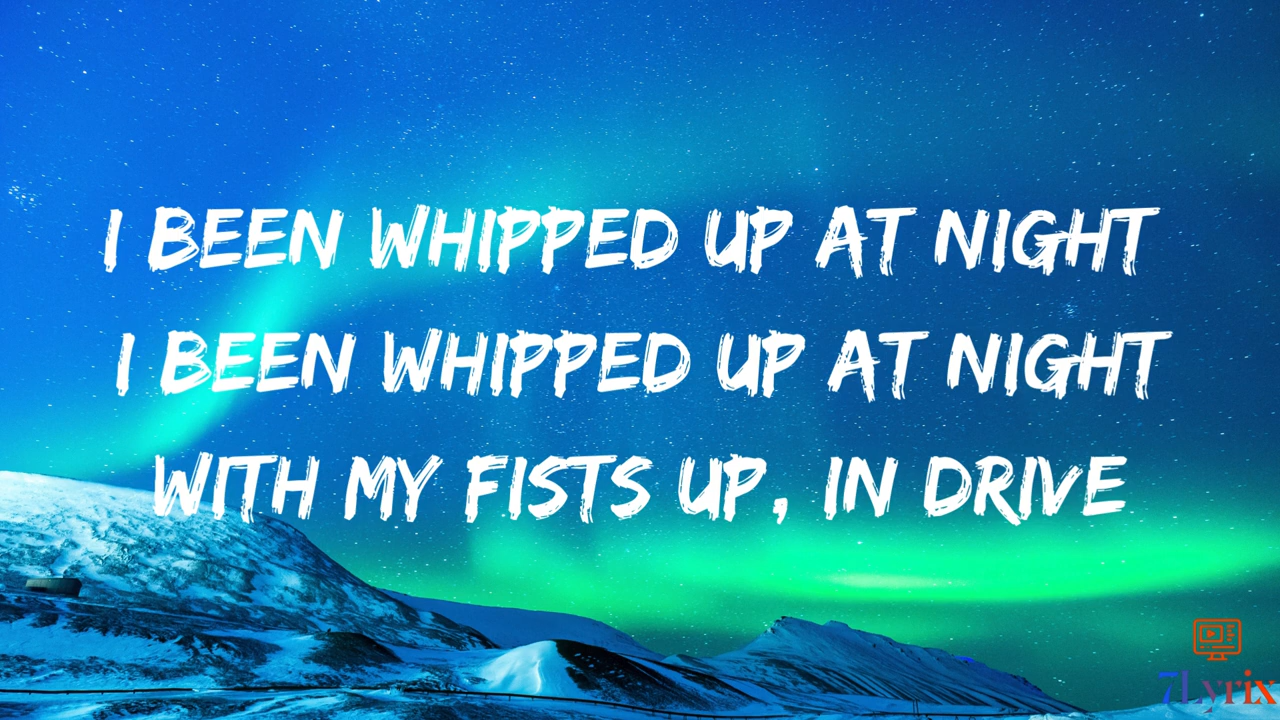 I BEEN WHIPPED UP AT NIGHT
I BEEN WHIPPED UP AT NIGHT
WITH MY FISTS UP, IN DRIVE
7Lyrix